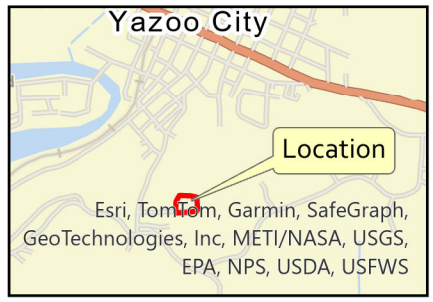 Yazoo City
Location
Esri, TomTom, Garmin, SafeGraph,
GeoTechnologies, Inc, METI/NASA, USGS,
EPA, NPS, USDA, USFWS